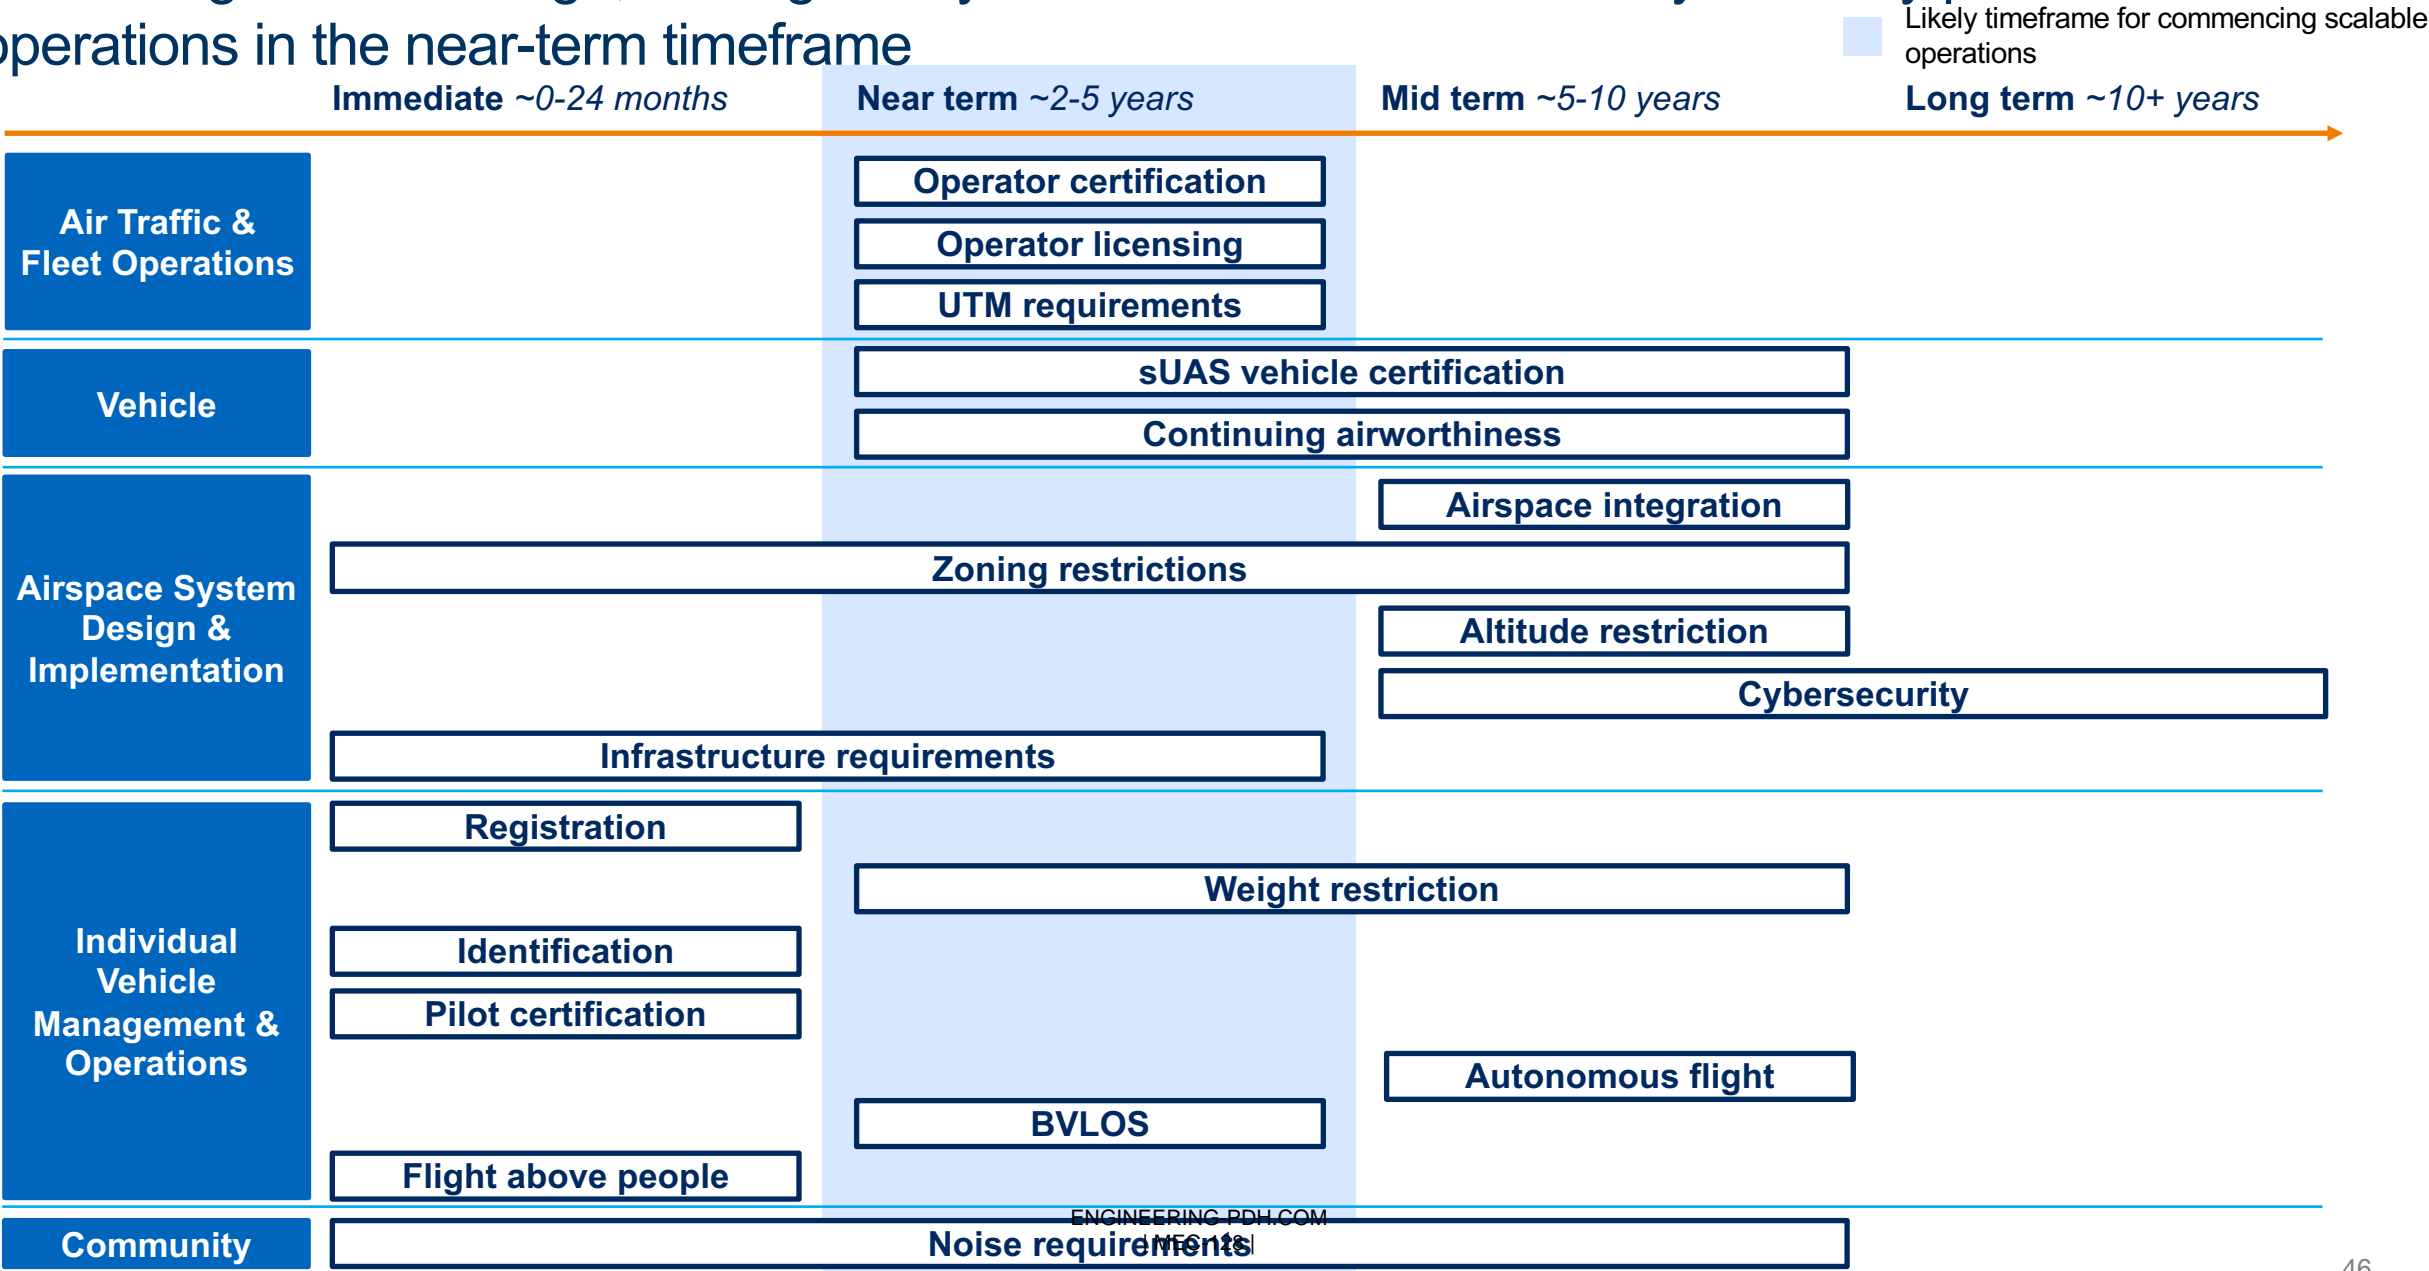 operations in the near-term timeframe
Likely timeframe for commencing scalable
operations
Immediate ~0-24 months
Near term ~2-5 years
Mid term ~5-10 years
Long term ~10+ years
Air Traffic &
Fleet Operations
Operator certification
Operator licensing
UTM requirements
Vehicle
sUAS vehicle certification
Continuing airworthiness
Airspace System
Design &
Implementation
Airspace integration
Zoning restrictions
Altitude restriction
Cybersecurity
Infrastructure requirements
Individual
Vehicle
Management &
Operations
Registration
Weight restriction
Identification
Pilot certification
Autonomous flight
BVLOS
Flight above people
Community
Noise requirements
ENGINEERING-PDH.COM
| MEC-128 |
46